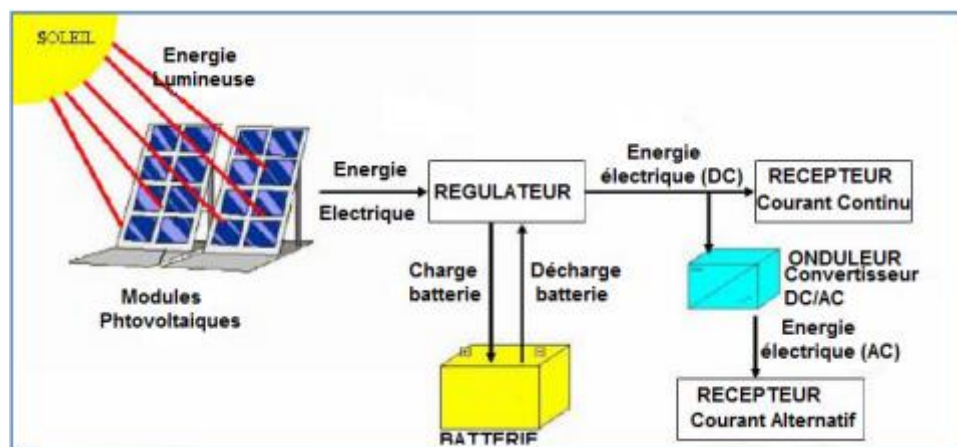 SOLEIL
Energie
Lumineuse
Energie
Electrique
REGULATEUR
Energie
électrique (DC)
RECEPTEUR
Courant Continu
Charge
batterie
Décharge
batterie
ONDULEUR
Convertisseur
DC/AC
Modules
Phtovoltaiques
Energie
électrique (AC)
BATTERIE
RECEPTEUR
Courant Alternatif